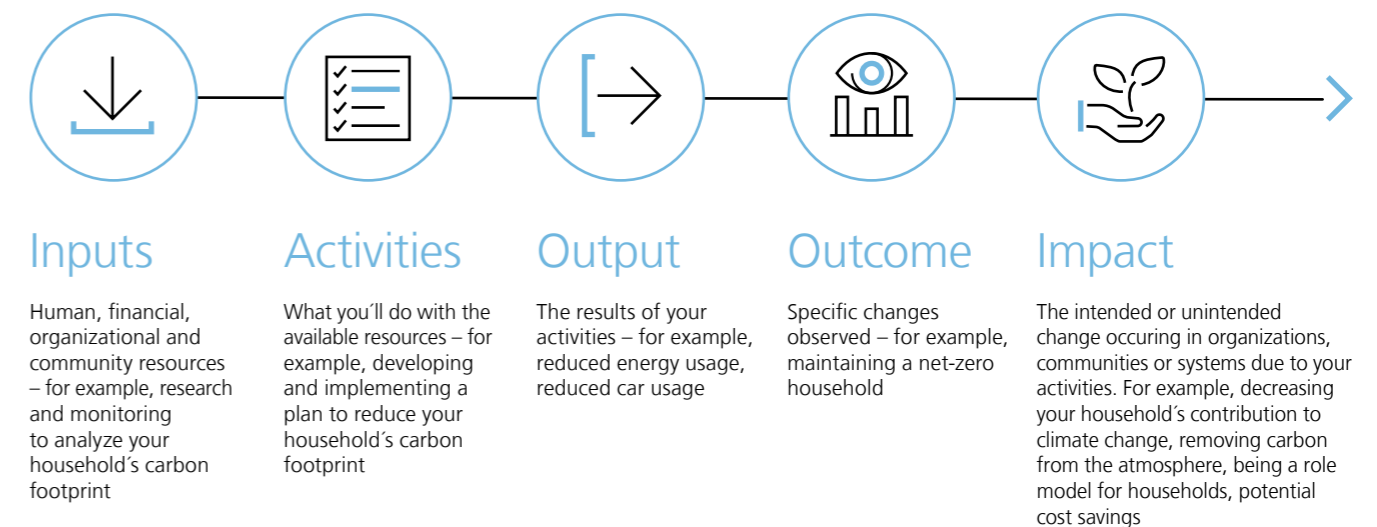 Inputs
Human, financial,
organizational and
community resources
– for example, research
and monitoring
to analyze your
household´s carbon
footprint
Activities
What you´ll do with the
available resources – for
example, developing
and implementing a
plan to reduce your
household´s carbon
footprint
Output
The results of your
activities – for example,
reduced energy usage,
reduced car usage
Outcome
Specific changes
observed – for example,
maintaining a net-zero
household
Impact
The intended or unintended
change occuring in organizations,
communities or systems due to your
activities. For example, decreasing
your household´s contribution to
climate change, removing carbon
from the atmosphere, being a role
model for households, potential
cost savings